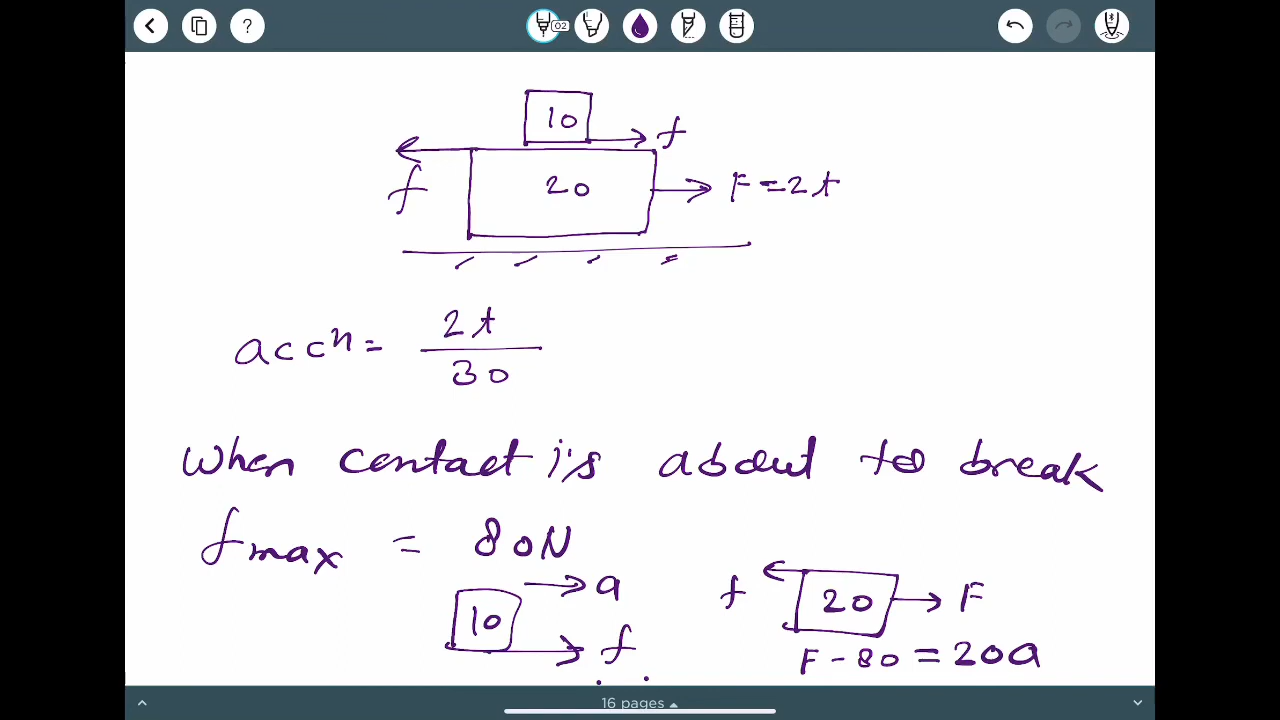 ?
02
10
f
f
20
F = 2t
accⁿ = 2t
30
when contact is about to break
fmax = 80N
a
10
f
f
20
F
F - 80 = 20a
16 pages